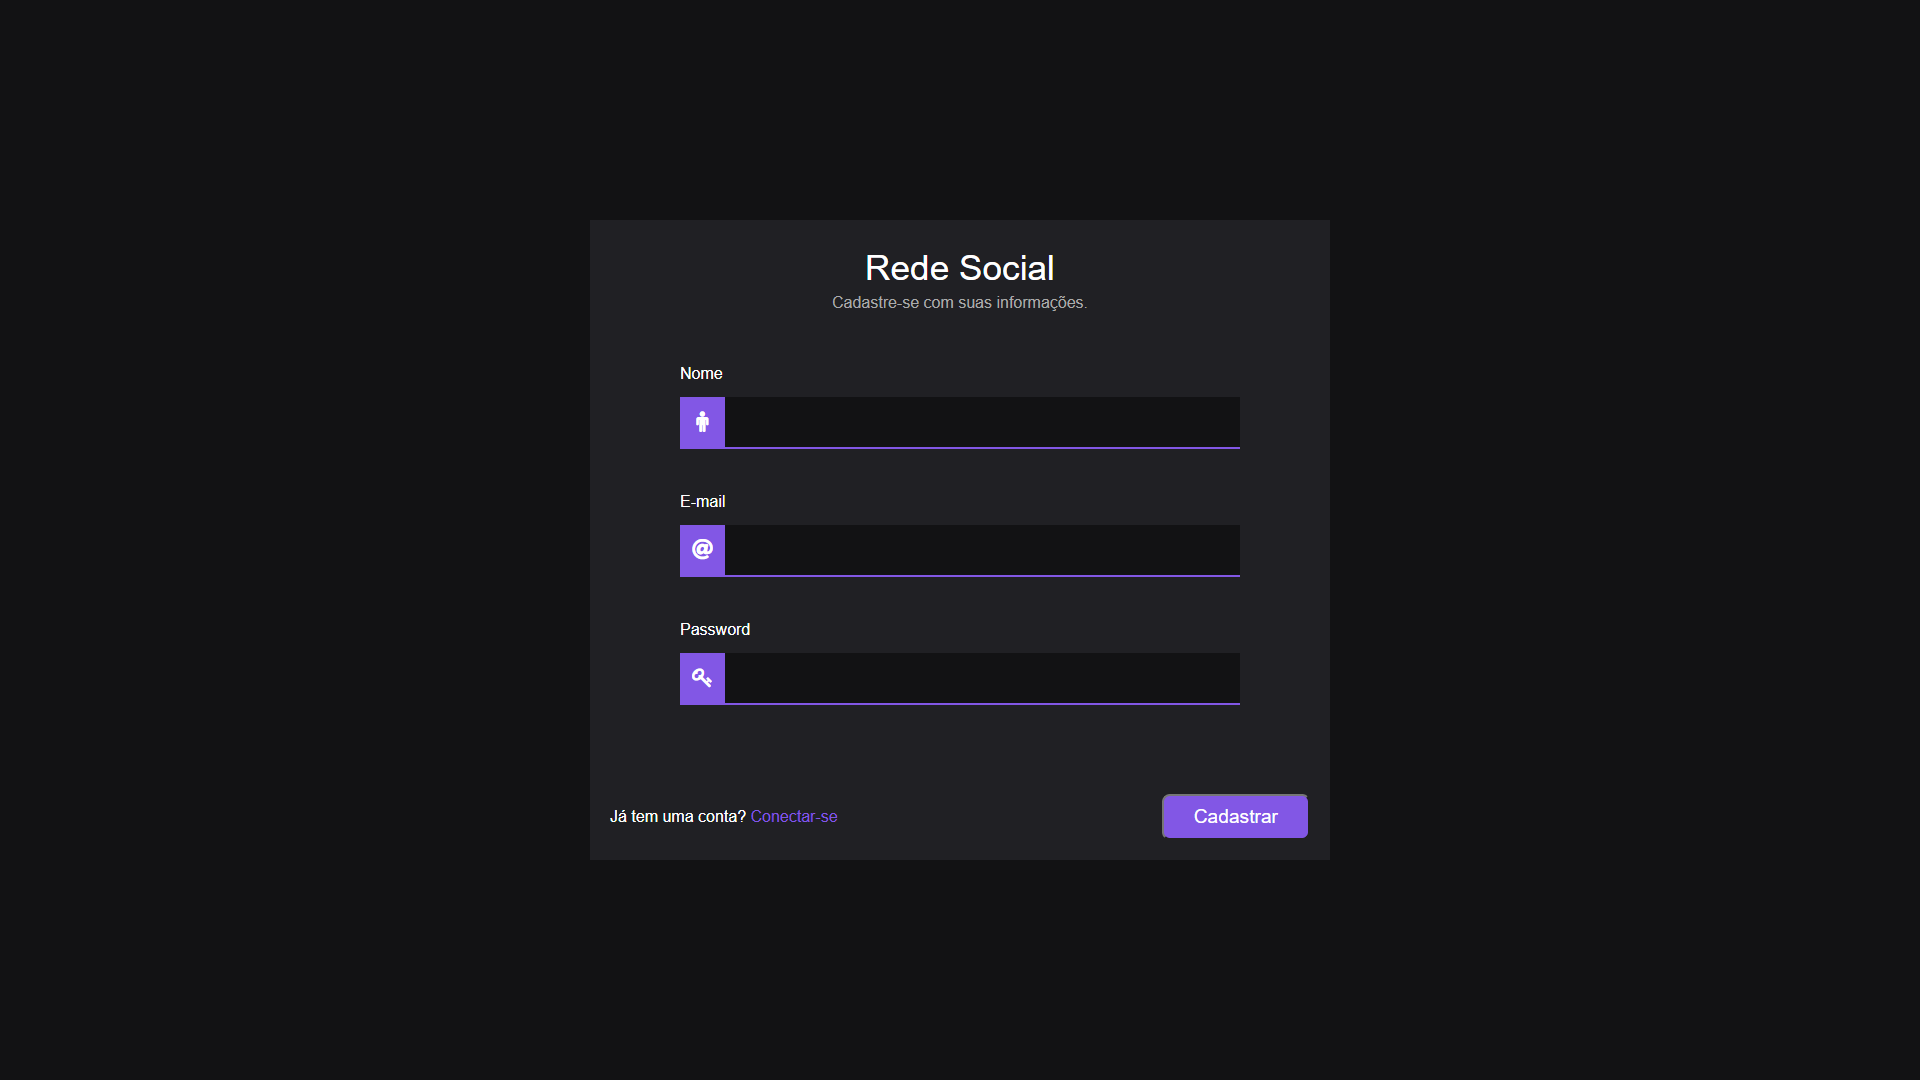 Rede Social
Cadastre-se com suas informações.
Nome
E-mail
@
Password
Já tem uma conta? Conectar-se
Cadastrar